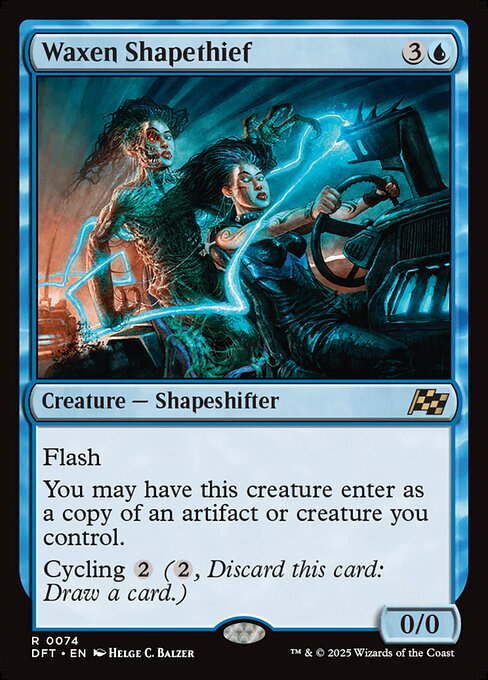 Waxen Shapethief 3
Creature — Shapeshifter
Flash
You may have this creature enter as
a copy of an artifact or creature you
control.
Cycling 2 (2, Discard this card:
Draw a card.)
0/0
R 0074
DFT • EN Helge C. Balzer
™ & © 2025 Wizards of the Coast